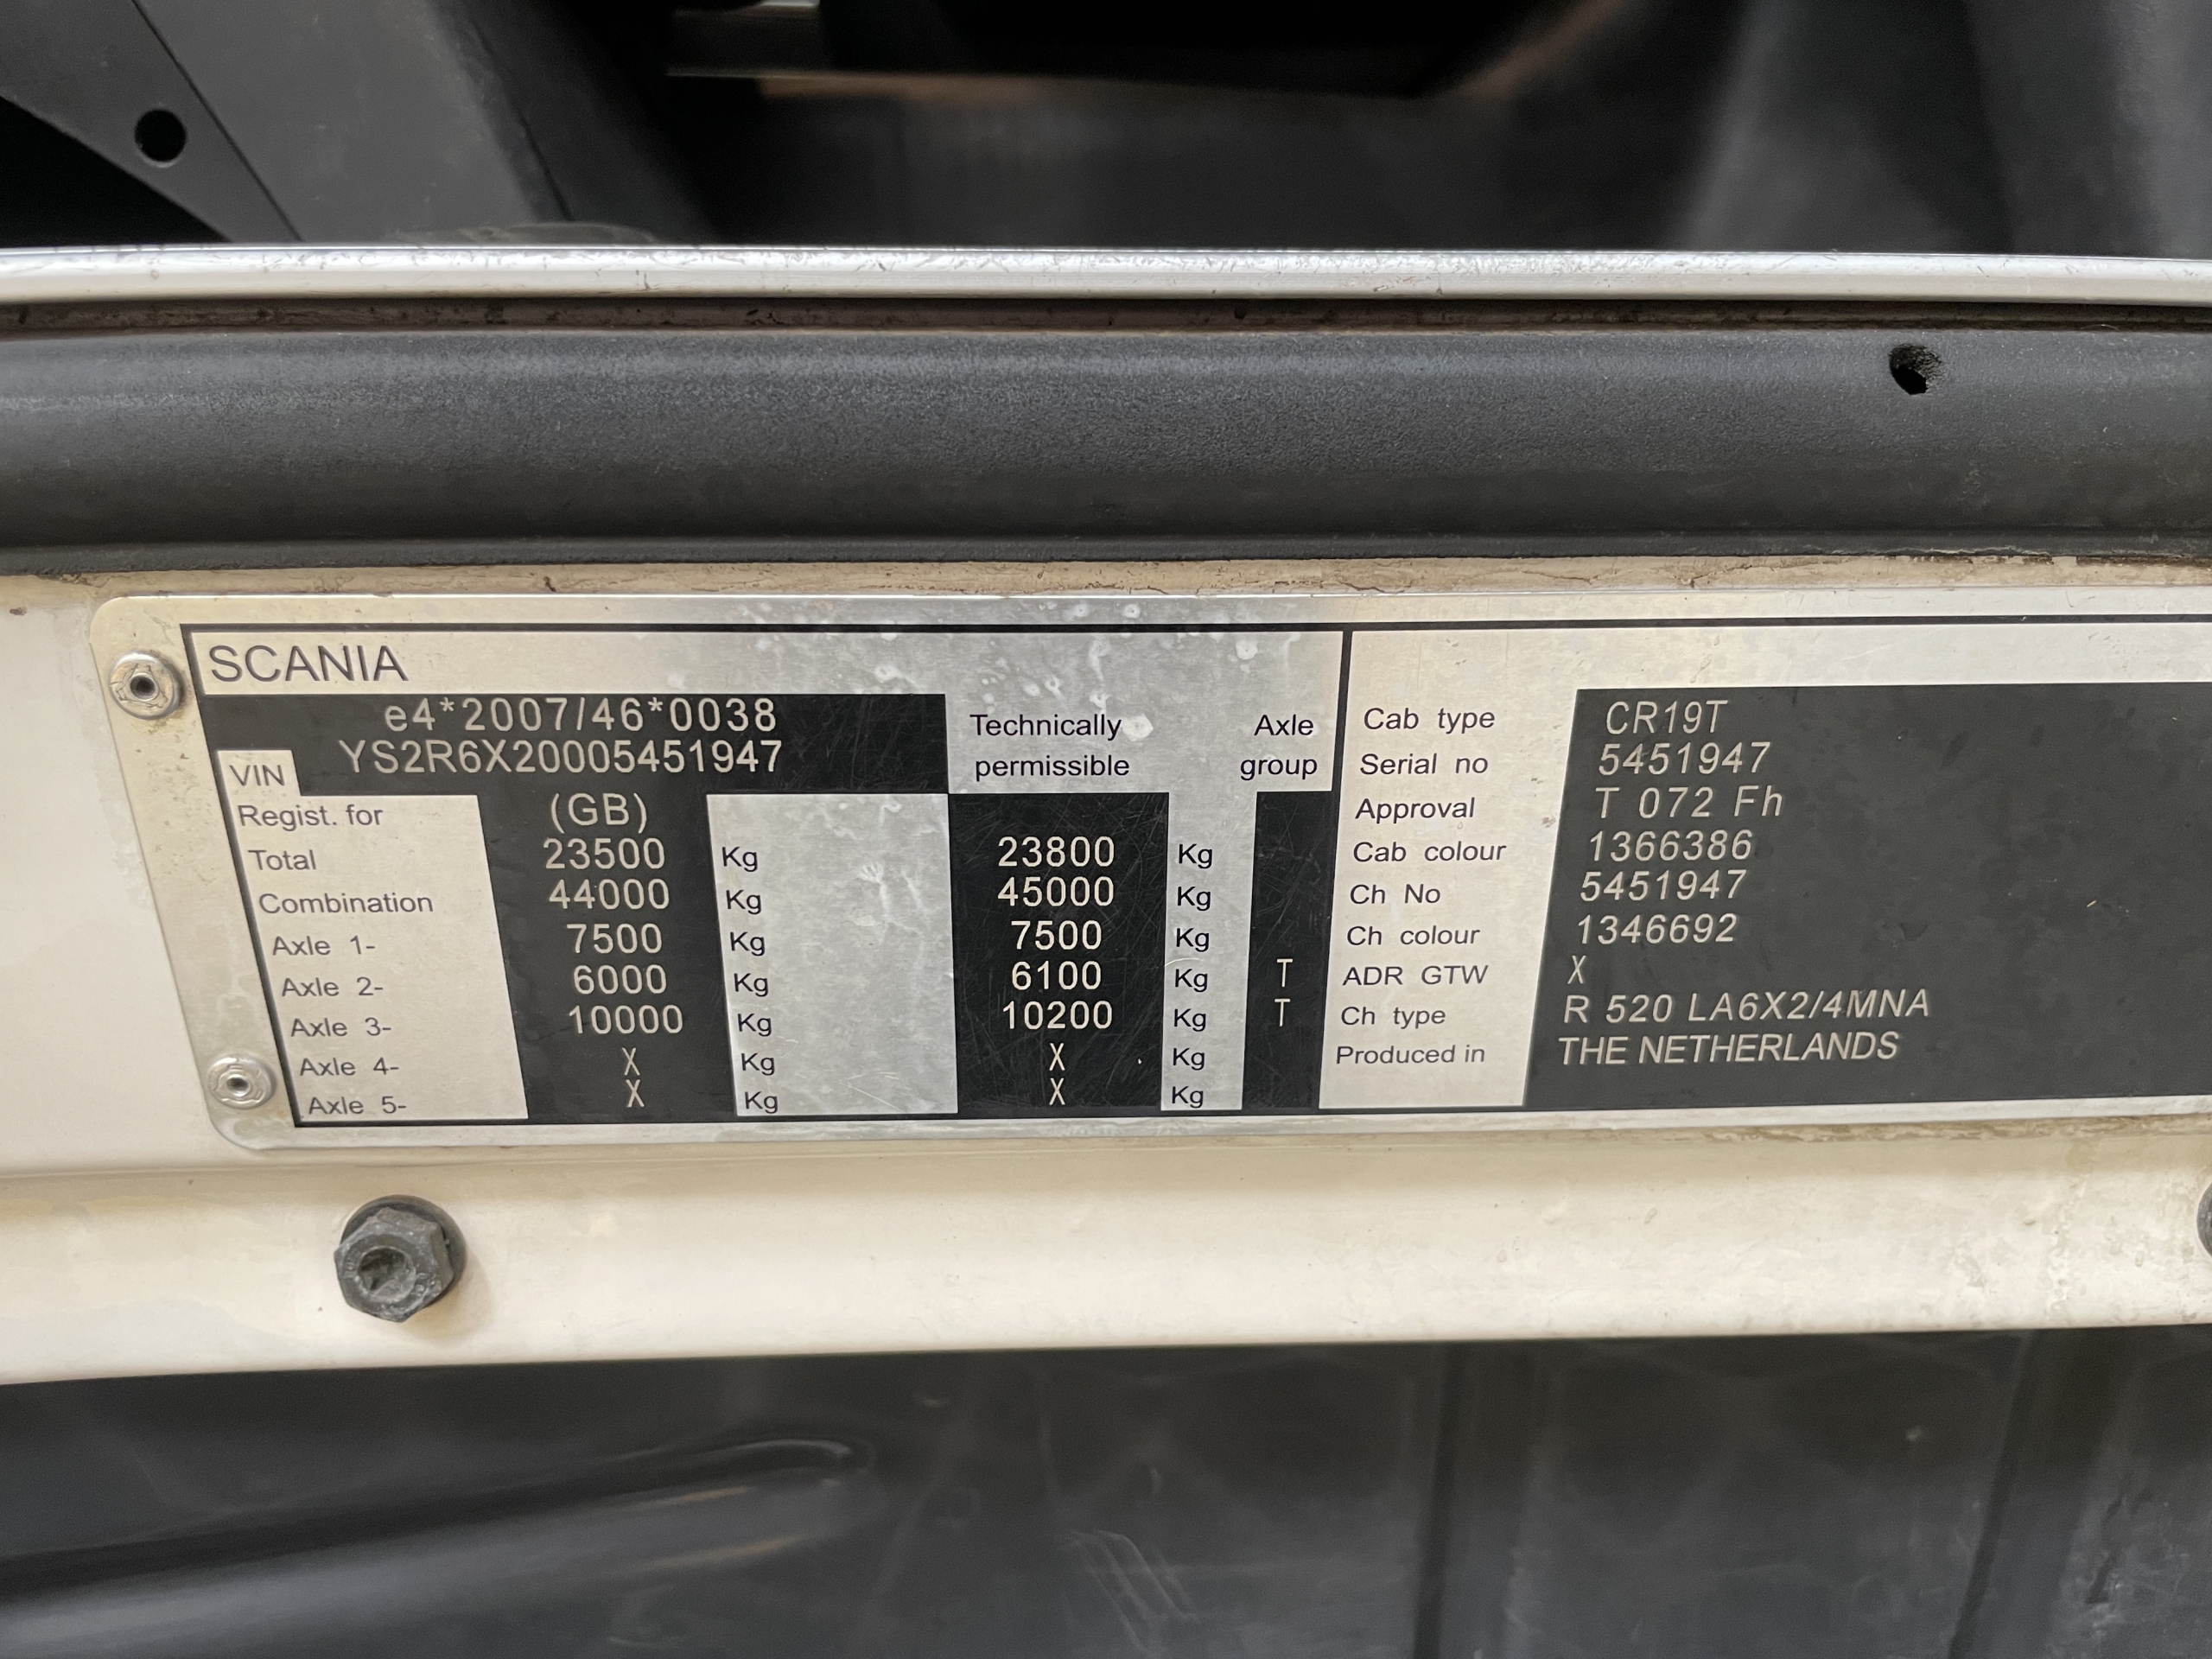 SCANIA
e4*2007/46*0038
VIN YS2R6X20005451947
Technically permissible
Axle group
Regist. for (GB)
Total 23500 Kg 23800 Kg
Combination 44000 Kg 45000 Kg
Axle 1- 7500 Kg 7500 Kg
Axle 2- 6000 Kg 6100 Kg T
Axle 3- 10000 Kg 10200 Kg T
Axle 4- X Kg X Kg
Axle 5- X Kg X Kg
Cab type CR19T
Serial no 5451947
Approval T 072 Fh
Cab colour 1366386
Ch No 5451947
Ch colour 1346692
ADR GTW X
Ch type R 520 LA6X2/4MNA
Produced in THE NETHERLANDS